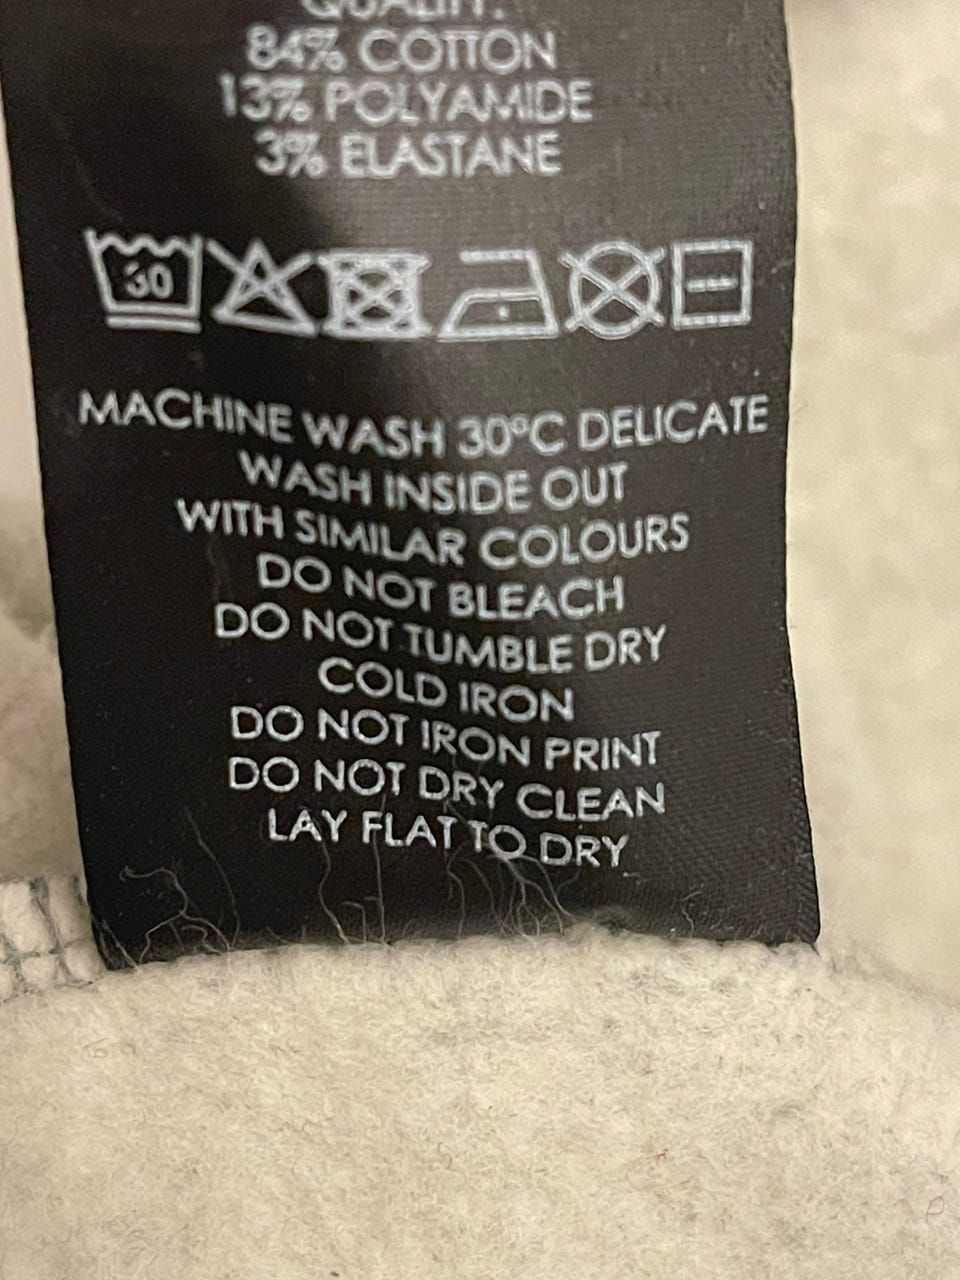 QUALITY:
84% COTTON
13% POLYAMIDE
3% ELASTANE
30
MACHINE WASH 30°C DELICATE
WASH INSIDE OUT
WITH SIMILAR COLOURS
DO NOT BLEACH
DO NOT TUMBLE DRY
COLD IRON
DO NOT IRON PRINT
DO NOT DRY CLEAN
LAY FLAT TO DRY